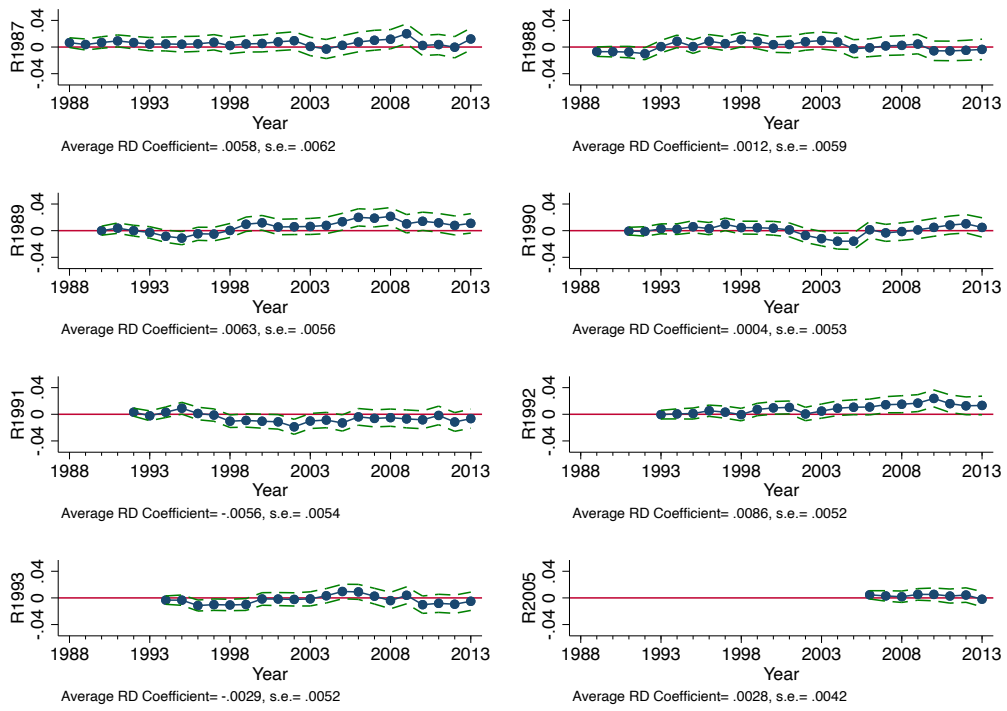 R1987
.04
0
-.04
1988 1993 1998 2003 2008 2013
Year
Average RD Coefficient= .0058, s.e.= .0062
R1988
.04
0
-.04
1988 1993 1998 2003 2008 2013
Year
Average RD Coefficient= .0012, s.e.= .0059
R1989
.04
0
-.04
1988 1993 1998 2003 2008 2013
Year
Average RD Coefficient= .0063, s.e.= .0056
R1990
.04
0
-.04
1988 1993 1998 2003 2008 2013
Year
Average RD Coefficient= .0004, s.e.= .0053
R1991
.04
0
-.04
1988 1993 1998 2003 2008 2013
Year
Average RD Coefficient= -.0056, s.e.= .0054
R1992
.04
0
-.04
1988 1993 1998 2003 2008 2013
Year
Average RD Coefficient= .0086, s.e.= .0052
R1993
.04
0
-.04
1988 1993 1998 2003 2008 2013
Year
Average RD Coefficient= -.0029, s.e.= .0052
R2005
.04
0
-.04
1988 1993 1998 2003 2008 2013
Year
Average RD Coefficient= .0028, s.e.= .0042